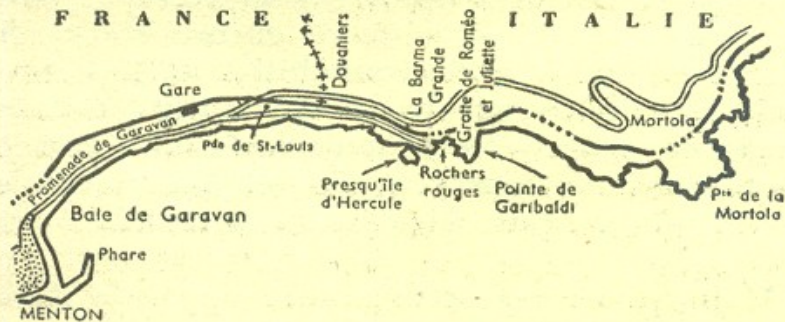 FRANCE ITALIE
Douaniers
La Barma
Grande
Grotte de Roméo
et Juliette
Gare
Promenade de Garavan
Pda de St-Louis
Mortola
Presqu'île
d'Hercule
Rochers
rouges
Pointe de
Garibaldi
Pte de la
Mortola
Baie de Garavan
Phare
MENTON